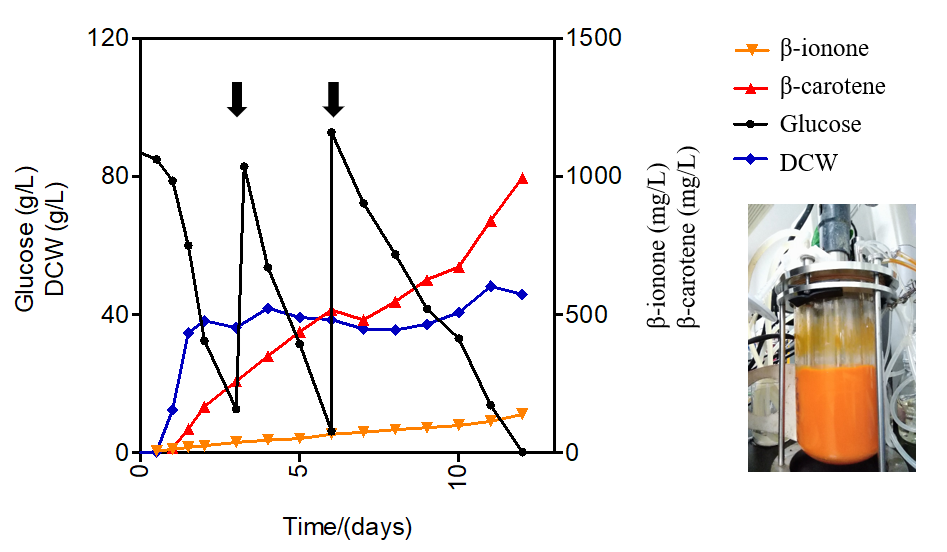 120
80
40
0
1500
1000
500
0
0
5
10
Glucose (g/L)
DCW (g/L)
β-ionone (mg/L)
β-carotene (mg/L)
Time/(days)
β-ionone
β-carotene
Glucose
DCW